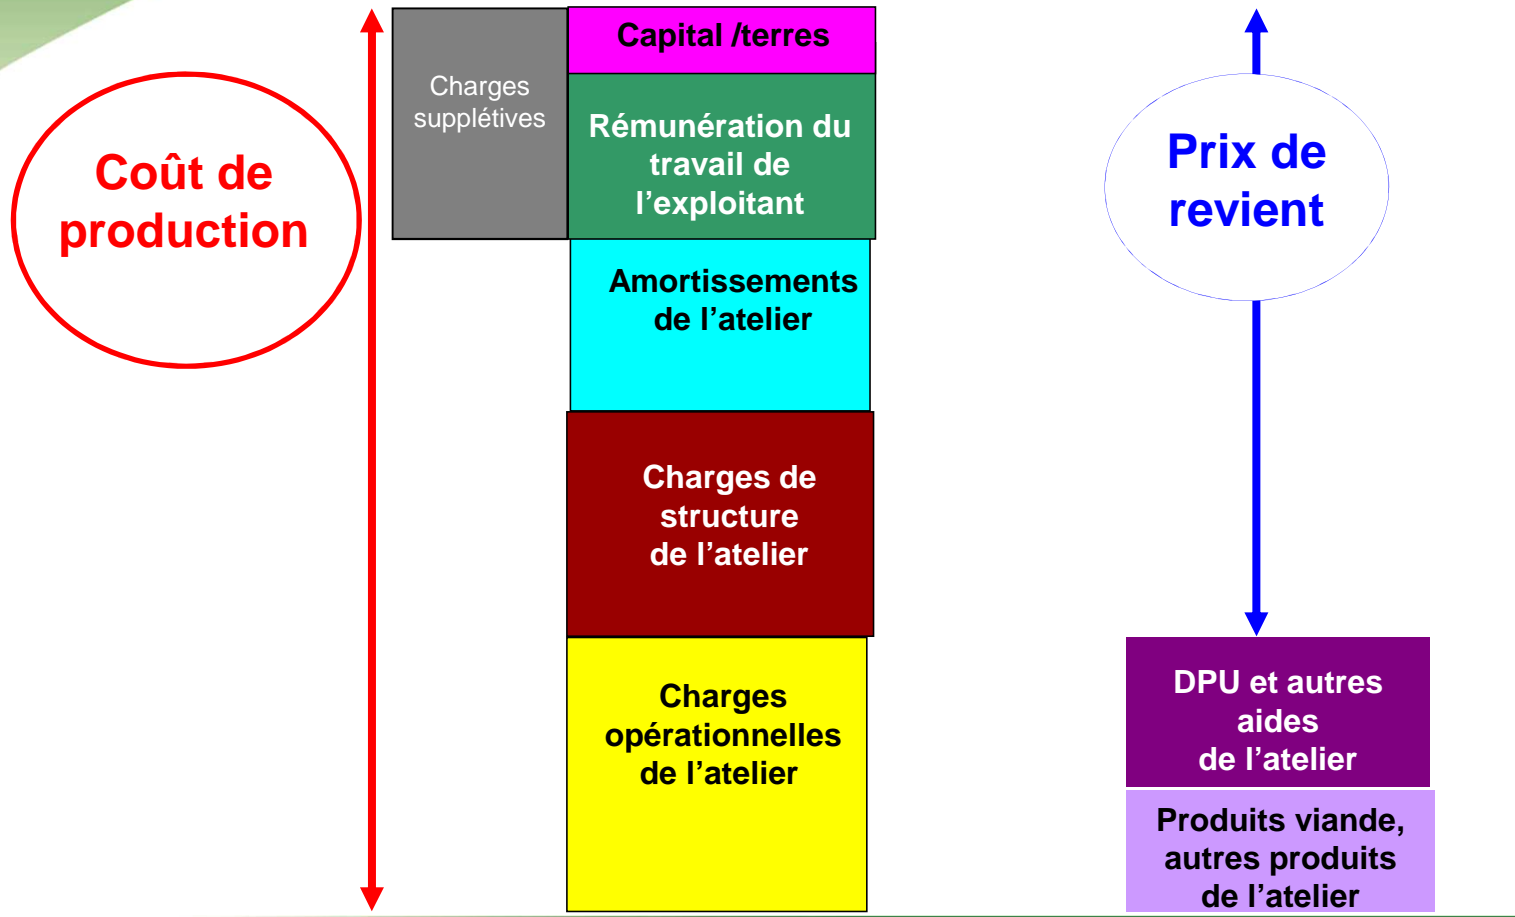 Coût de
production
Charges
supplétives
Capital /terres
Rémunération du
travail de
l’exploitant
Amortissements
de l’atelier
Charges de
structure
de l’atelier
Charges
opérationnelles
de l’atelier
Prix de
revient
DPU et autres
aides
de l’atelier
Produits viande,
autres produits
de l’atelier